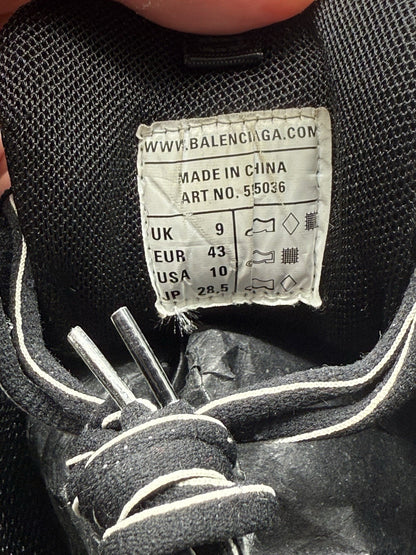 WWW.BALENCIAGA.COM
MADE IN CHINA
ART NO. 55036
UK 9
EUR 43
USA 10
JP 28.5